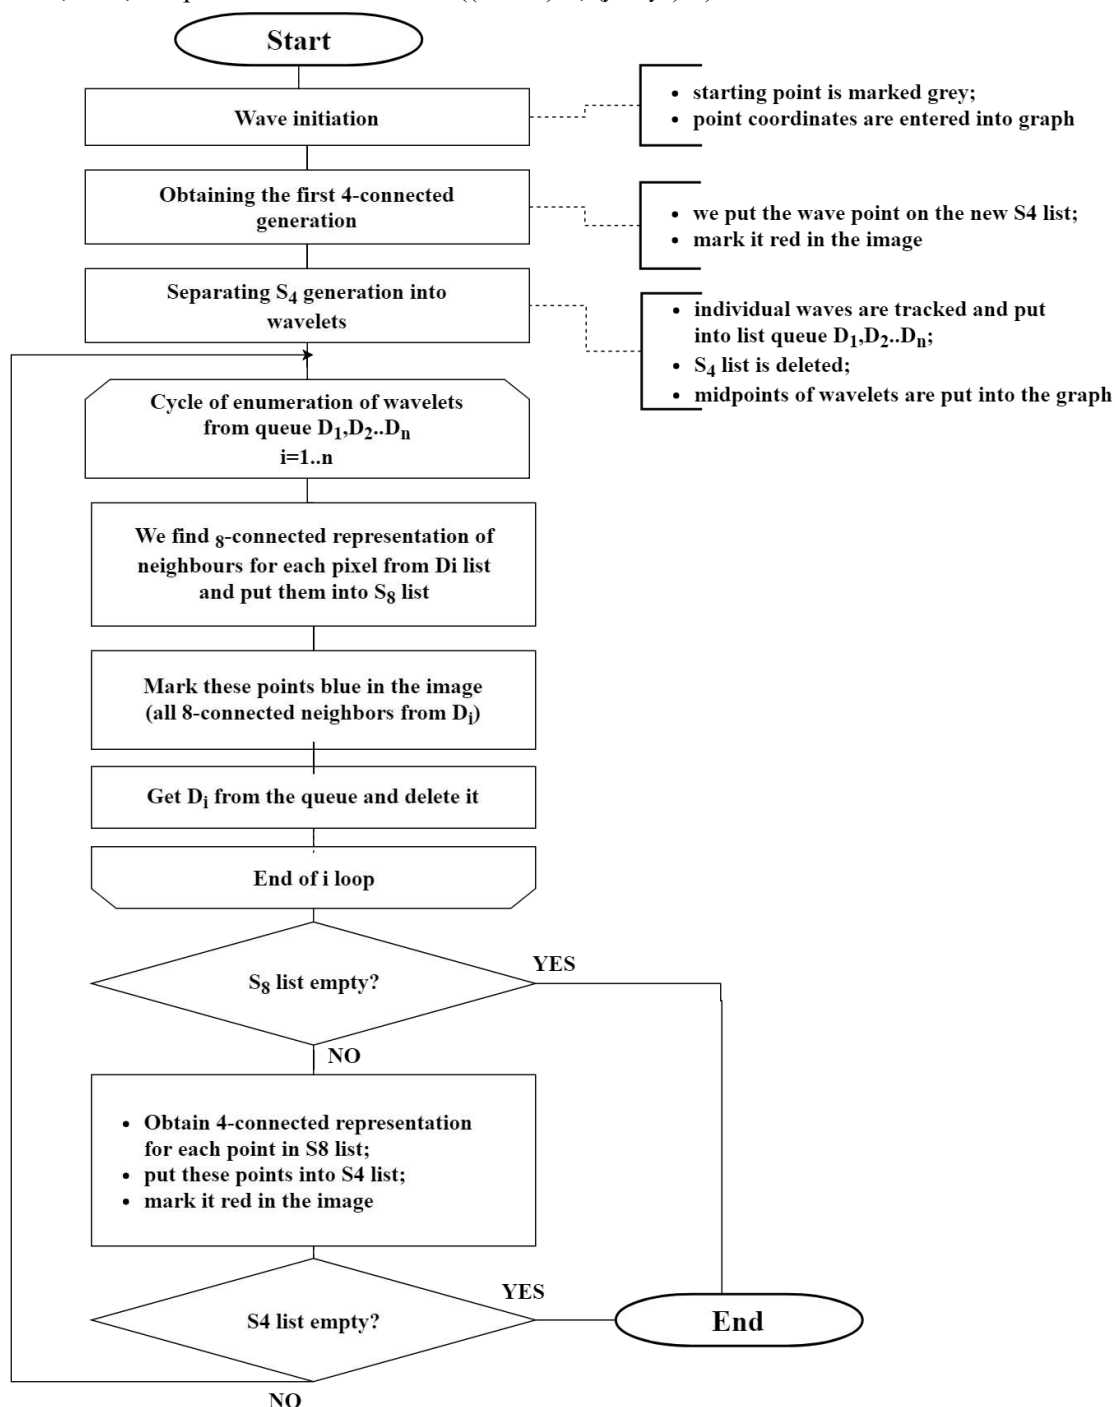 Start
Wave initiation
• starting point is marked grey;
• point coordinates are entered into graph
Obtaining the first 4-connected
generation
• we put the wave point on the new S4 list;
• mark it red in the image
Separating S4 generation into
wavelets
• individual waves are tracked and put
into list queue D1,D2..Dn;
• S4 list is deleted;
• midpoints of wavelets are put into the graph
Cycle of enumeration of wavelets
from queue D1,D2..Dn
i=1..n
We find 8-connected representation of
neighbours for each pixel from Di list
and put them into S8 list
Mark these points blue in the image
(all 8-connected neighbors from Di)
Get Di from the queue and delete it
End of i loop
S8 list empty?
YES
NO
• Obtain 4-connected representation
for each point in S8 list;
• put these points into S4 list;
• mark it red in the image
S4 list empty?
YES
End
NO